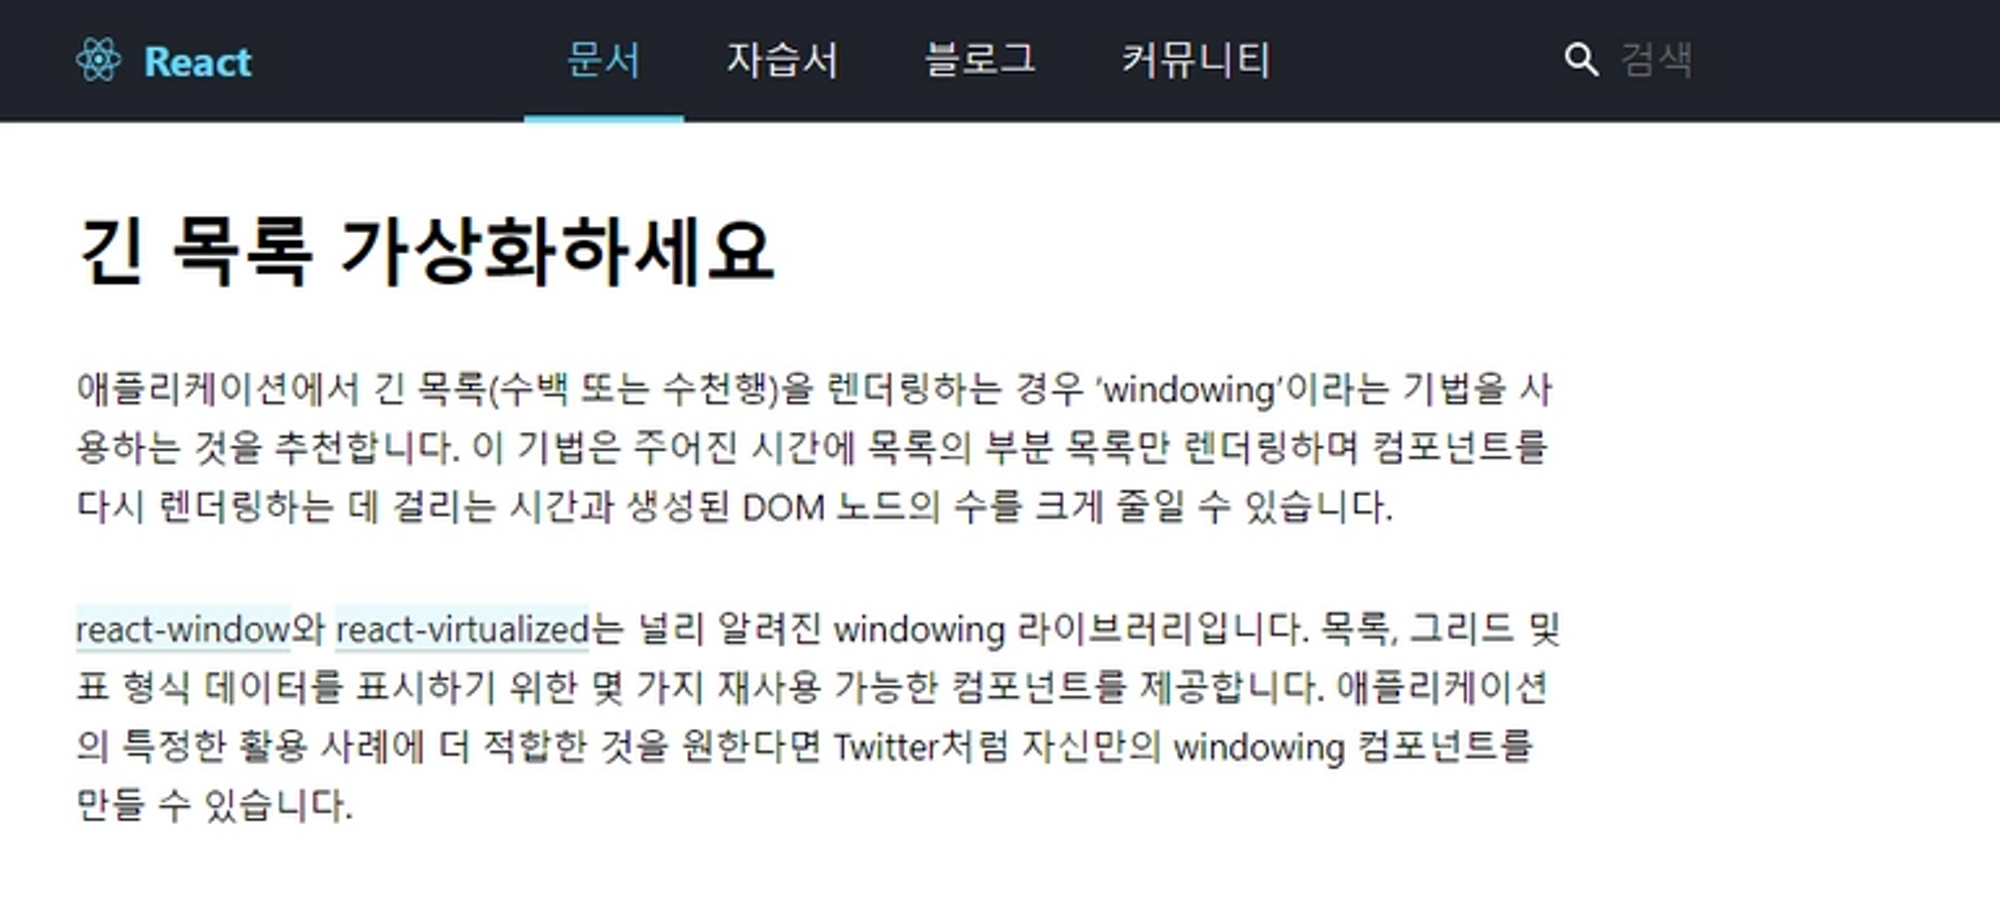 React 문서 자습서 블로그 커뮤니티 검색
긴 목록 가상화하세요
애플리케이션에서 긴 목록(수백 또는 수천행)을 렌더링하는 경우 ‘windowing’이라는 기법을 사
용하는 것을 추천합니다. 이 기법은 주어진 시간에 목록의 부분 목록만 렌더링하며 컴포넌트를
다시 렌더링하는 데 걸리는 시간과 생성된 DOM 노드의 수를 크게 줄일 수 있습니다.
react-window와 react-virtualized는 널리 알려진 windowing 라이브러리입니다. 목록, 그리드 및
표 형식 데이터를 표시하기 위한 몇 가지 재사용 가능한 컴포넌트를 제공합니다. 애플리케이션
의 특정한 활용 사례에 더 적합한 것을 원한다면 Twitter처럼 자신만의 windowing 컴포넌트를
만들 수 있습니다.